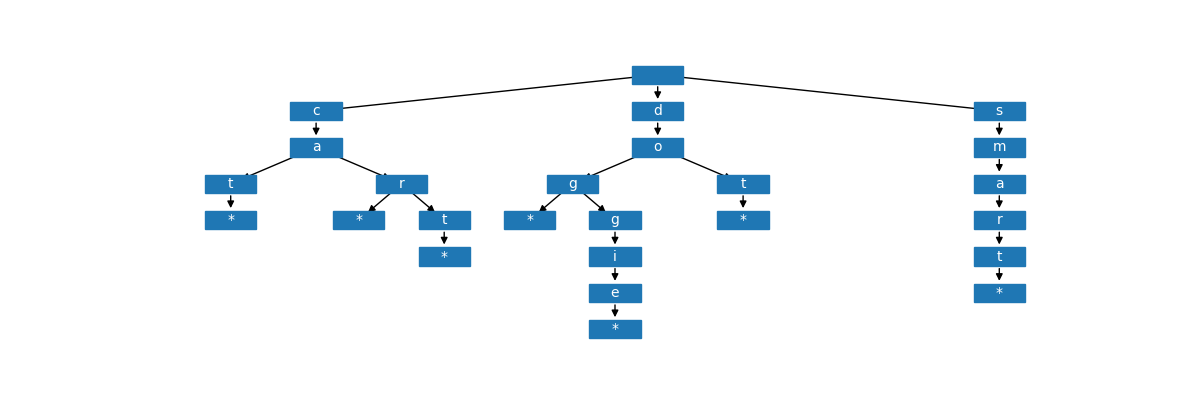 c d s
a o m
t r g t a
* * t * g * r
* i t
e *
*